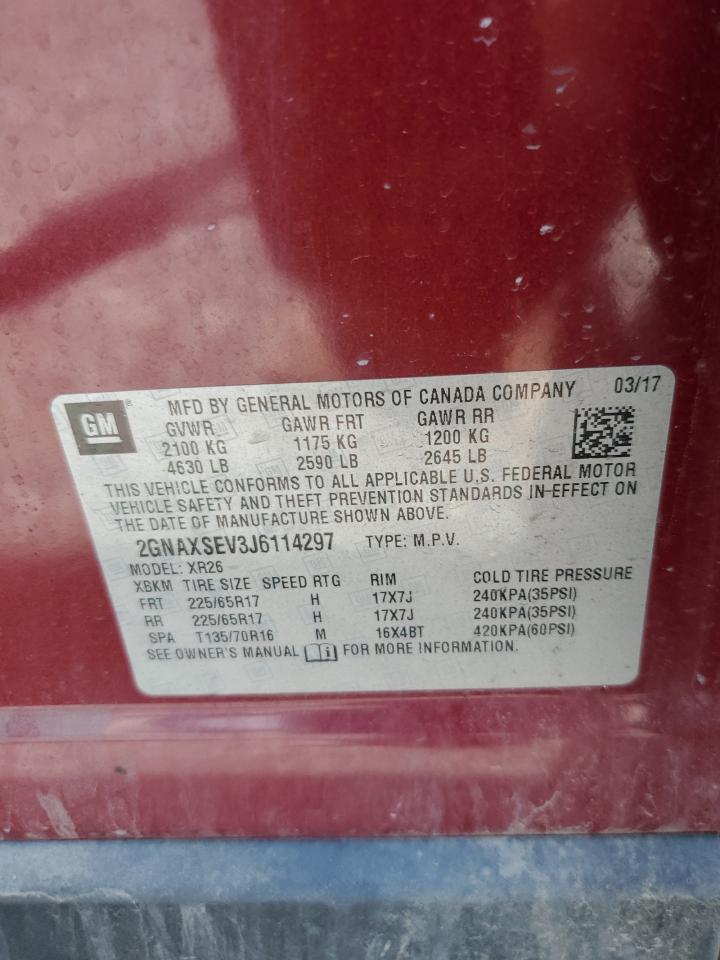 GM® MFD BY GENERAL MOTORS OF CANADA COMPANY 03/17
GVWR GAWR FRT GAWR RR
2100 KG 1175 KG 1200 KG
4630 LB 2590 LB 2645 LB
THIS VEHICLE CONFORMS TO ALL APPLICABLE U.S. FEDERAL MOTOR
VEHICLE SAFETY AND THEFT PREVENTION STANDARDS IN EFFECT ON
THE DATE OF MANUFACTURE SHOWN ABOVE.
2GNAXSEV3J6114297 TYPE: M.P.V.
MODEL: XR26
XBKM TIRE SIZE SPEED RTG RIM COLD TIRE PRESSURE
FRT 225/65R17 H 17X7J 240KPA(35PSI)
RR 225/65R17 H 17X7J 240KPA(35PSI)
SPA T135/70R16 M 16X4BT 420KPA(60PSI)
SEE OWNER'S MANUAL i FOR MORE INFORMATION.